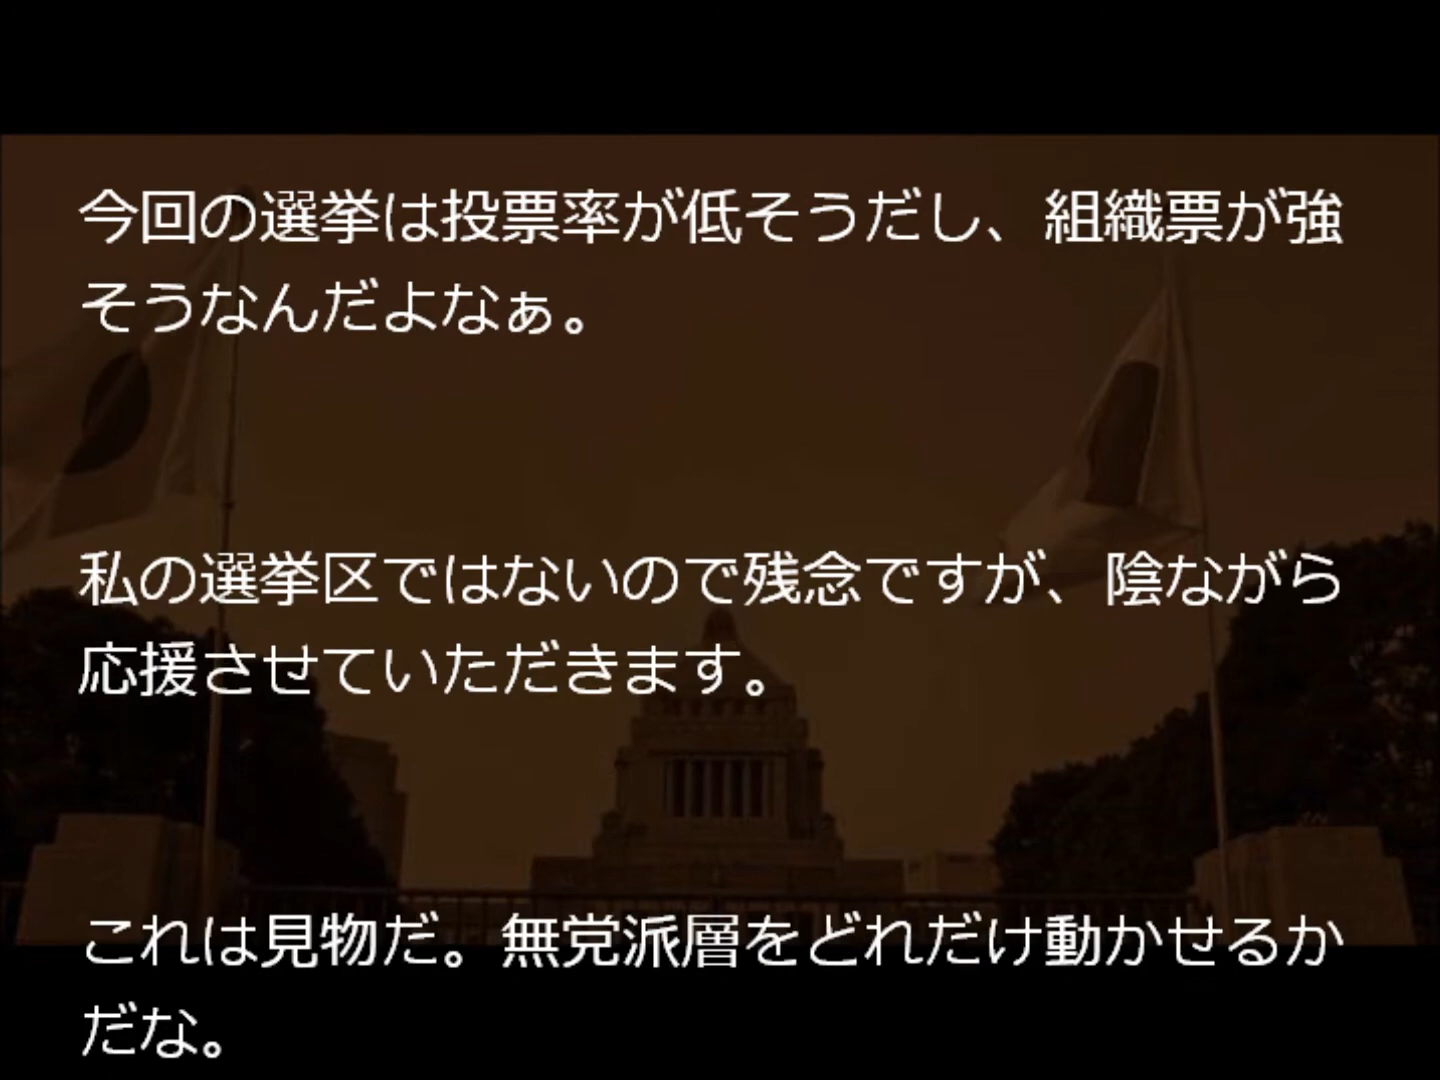 今回の選挙は投票率が低そうだし、組織票が強
そうなんだよなぁ。
私の選挙区ではないので残念ですが、陰ながら
応援させていただきます。
これは見物だ。無党派層をどれだけ動かせるか
だな。